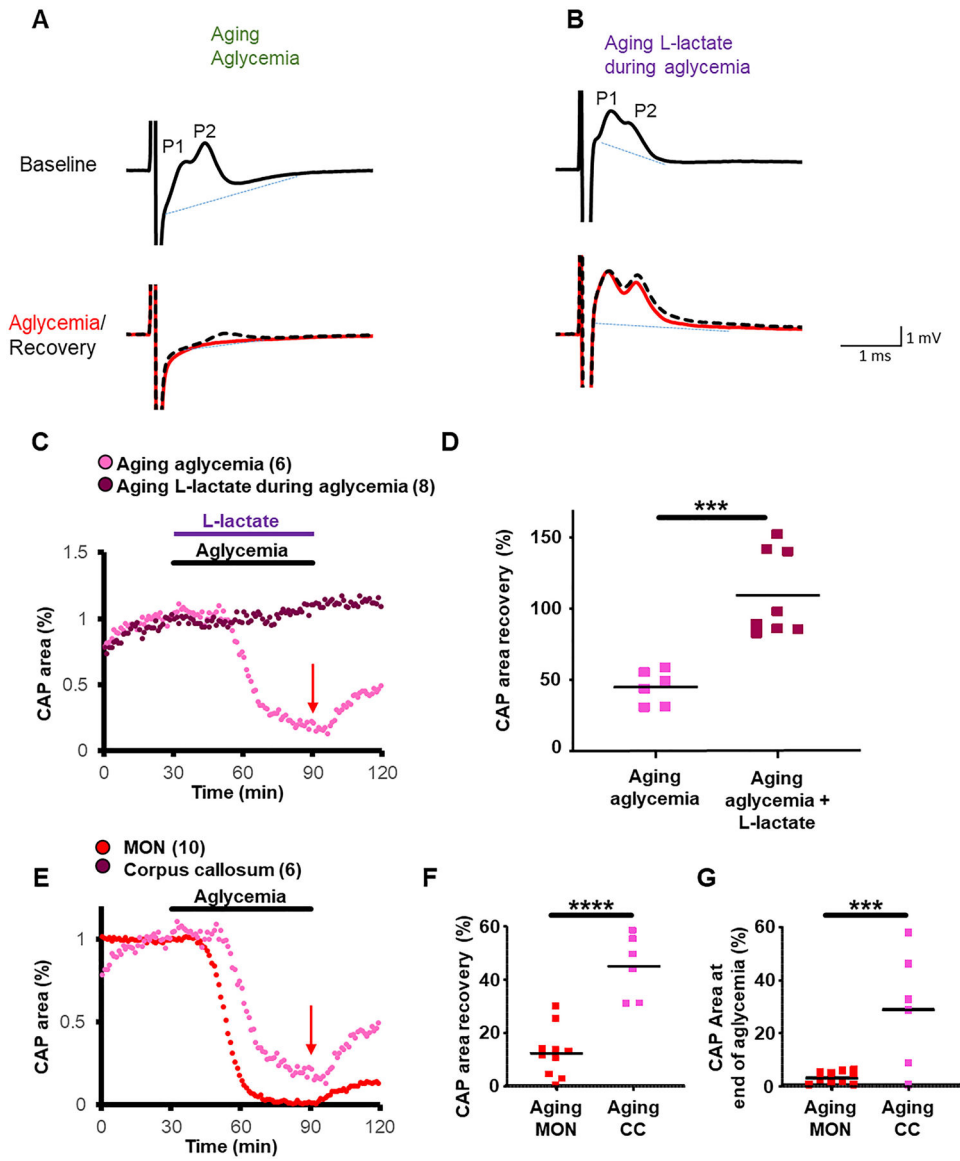 A
Aging
Aglycemia
P1
P2
Baseline
Aglycemia/
Recovery
B
Aging L-lactate
during aglycemia
P1
P2
1 mV
1 ms
C
Aging aglycemia (6)
Aging L-lactate during aglycemia (8)
L-lactate
Aglycemia
CAP area (%)
1.5
1
0.5
0
0 30 60 90 120
Time (min)
D
***
CAP area recovery (%)
150
100
50
0
Aging
aglycemia
Aging
aglycemia +
L-lactate
E
MON (10)
Corpus callosum (6)
Aglycemia
CAP area (%)
1
0.5
0
0 30 60 90 120
Time (min)
F
****
CAP area recovery (%)
60
40
20
0
Aging
MON
Aging
CC
G
***
CAP Area at
end of aglycemia (%)
60
40
20
0
Aging
MON
Aging
CC